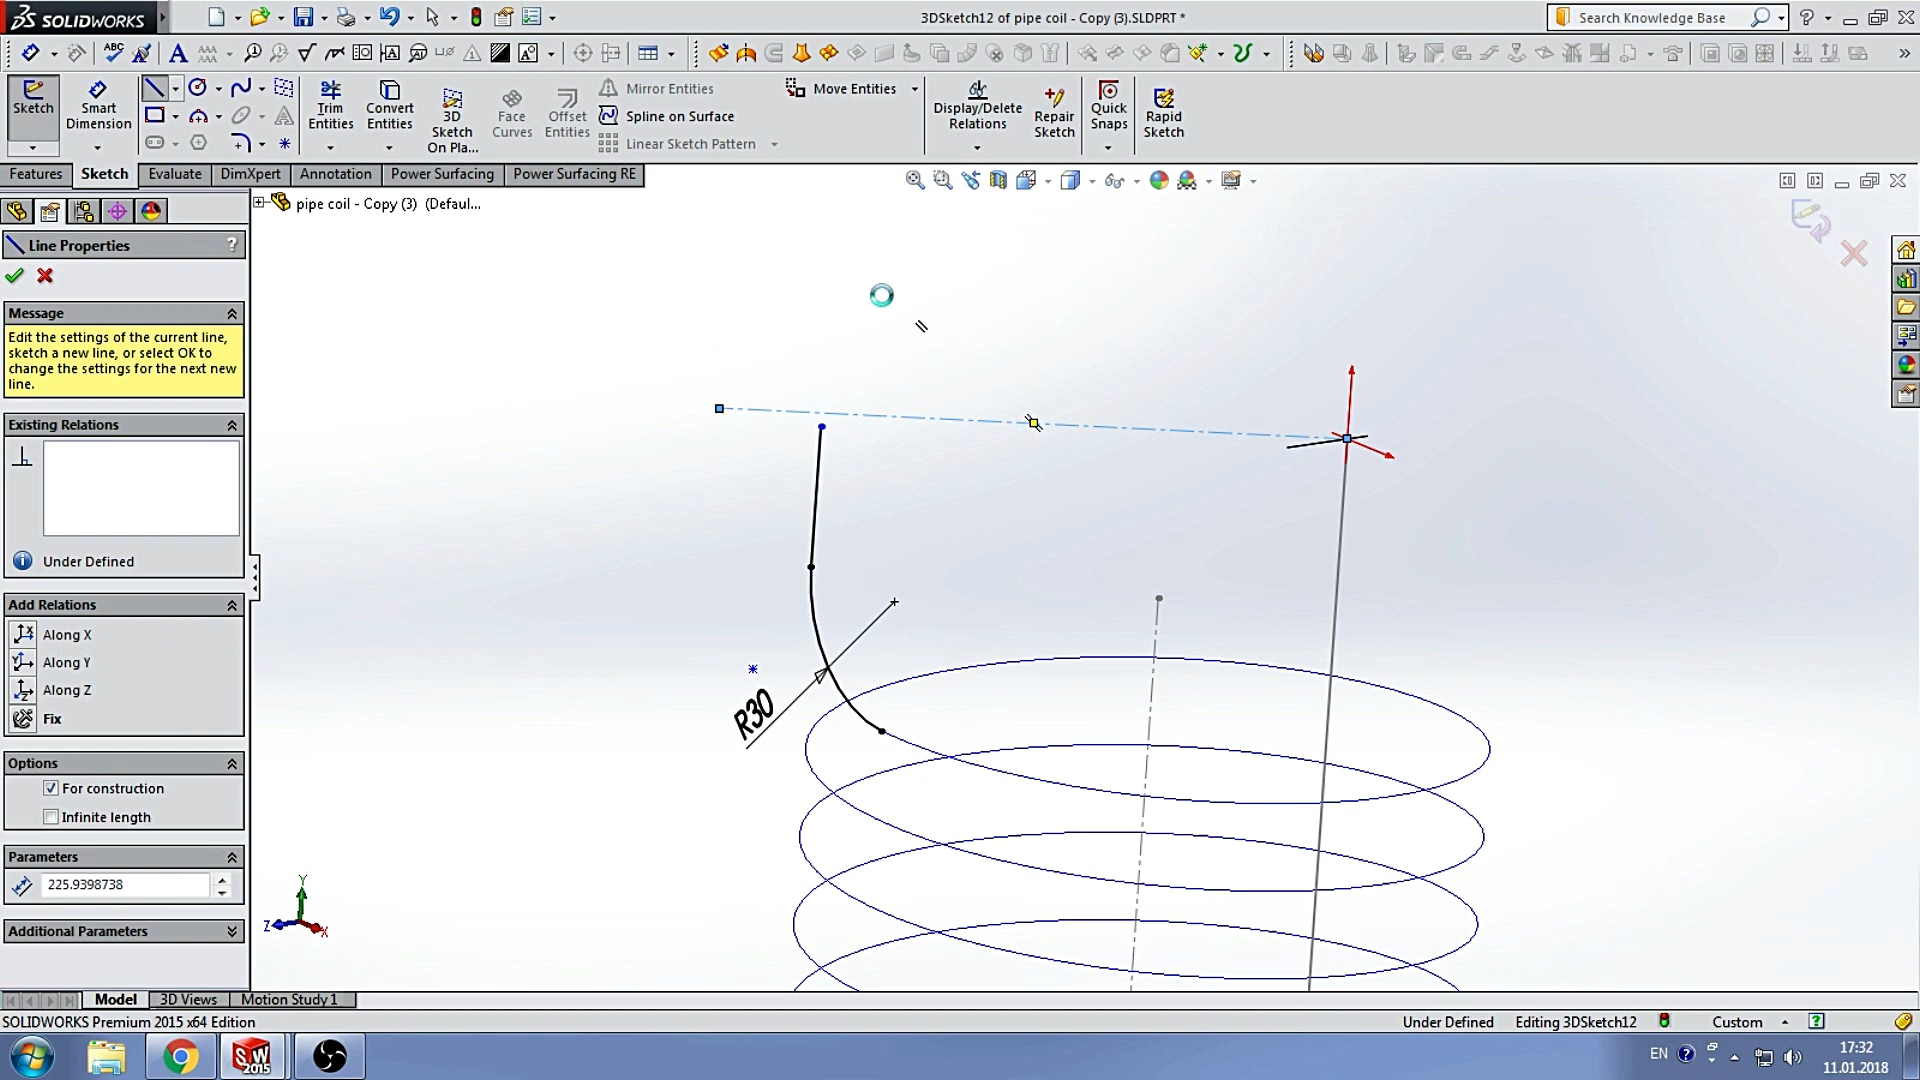 SOLIDWORKS
3DSketch12 of pipe coil - Copy (3).SLDPRT *
Search Knowledge Base
Sketch
Smart Dimension
Trim Entities
Convert Entities
3D Sketch On Pla...
Face Curves
Offset Entities
Mirror Entities
Spline on Surface
Linear Sketch Pattern
Move Entities
Display/Delete Relations
Repair Sketch
Quick Snaps
Rapid Sketch
Features
Sketch
Evaluate
Annotation
DimXpert
Power Surfacing
Power Surfacing RE
pipe coil - Copy (3) (Defaul...
Line Properties
?
Message
Edit the settings of the current line,
sketch a new line, or select OK to
change the settings for the next new
line.
Existing Relations
Under Defined
Add Relations
Along X
Along Y
Along Z
Fix
Options
For construction
Infinite length
Parameters
225.9398738
Additional Parameters
R30
Y
Z
X
Model
3D Views
Motion Study 1
SOLIDWORKS Premium 2015 x64 Edition
Under Defined
Editing 3DSketch12
Custom
EN
17:32
11.01.2018